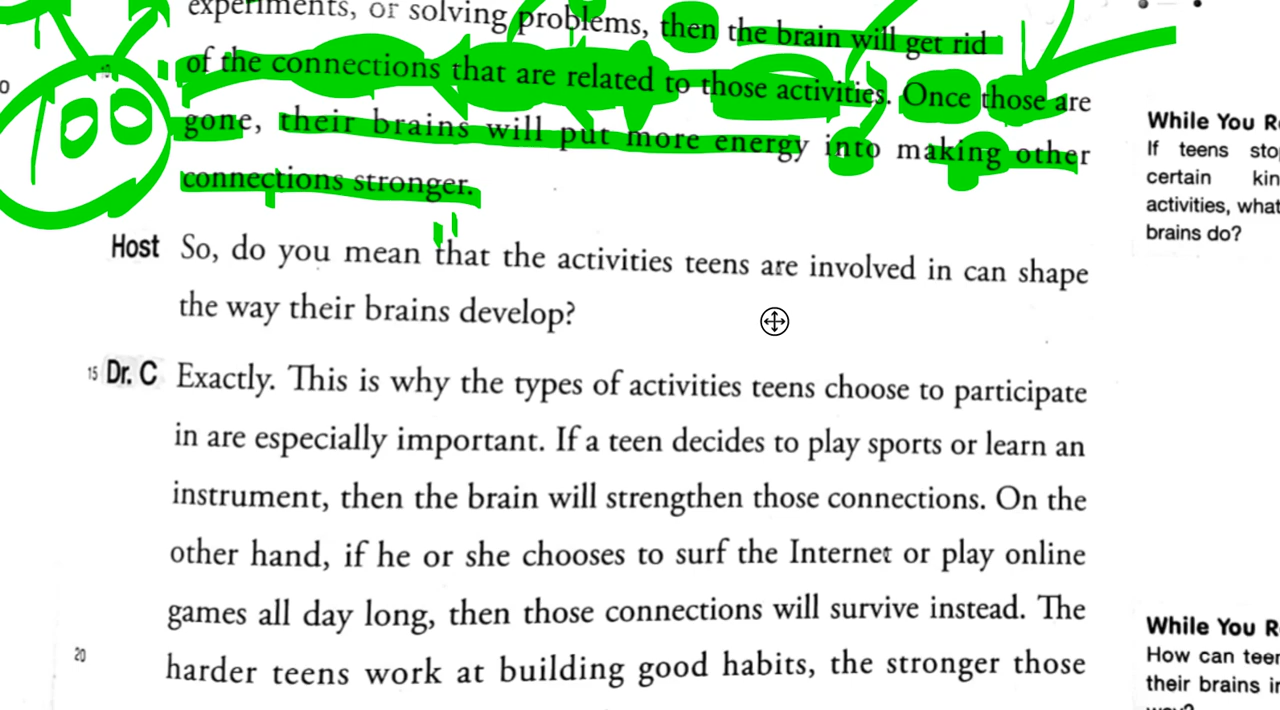 experiments, or solving problems, then the brain will get rid
of the connections that are related to those activities. Once those are
gone, their brains will put more energy into making other
connections stronger.
100
Host So, do you mean that the activities teens are involved in can shape
the way their brains develop?
15 Dr. C Exactly. This is why the types of activities teens choose to participate
in are especially important. If a teen decides to play sports or learn an
instrument, then the brain will strengthen those connections. On the
other hand, if he or she chooses to surf the Internet or play online
games all day long, then those connections will survive instead. The
20 harder teens work at building good habits, the stronger those
While You
If teens
certain
activities, what
brains do?
While You
How can
their brains